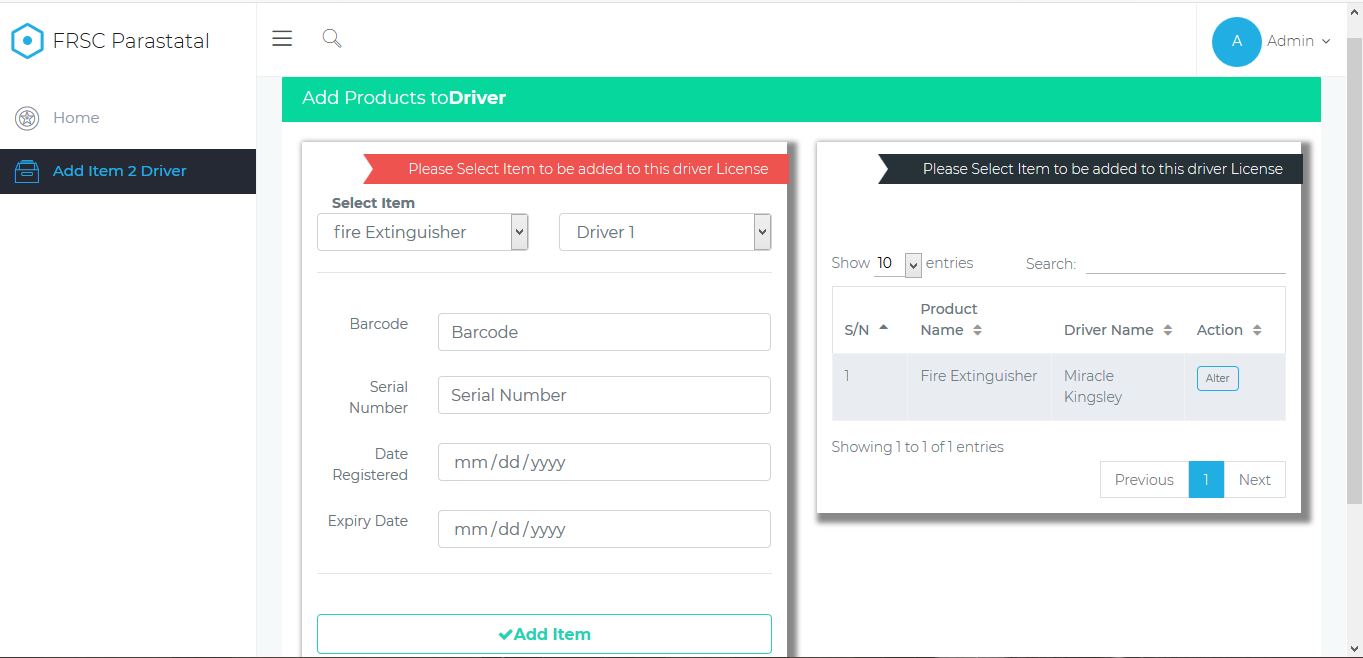 FRSC Parastatal
A
Admin
Home
Add Item 2 Driver
Add Products toDriver
Please Select Item to be added to this driver License
Select Item
fire Extinguisher
Driver 1
Barcode
Barcode
Serial
Number
Serial Number
Date
Registered
mm/dd/yyyy
Expiry Date
mm/dd/yyyy
Add Item
Please Select Item to be added to this driver License
Show 10 entries
Search:
S/N
Product
Name
Driver Name
Action
1
Fire Extinguisher
Miracle
Kingsley
Alter
Showing 1 to 1 of 1 entries
Previous 1 Next